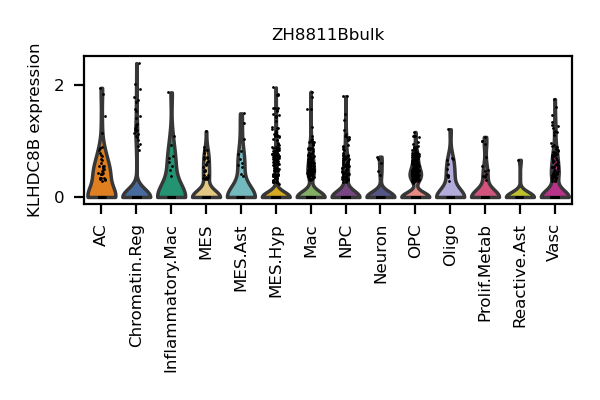 ZH8811Bbulk
KLHDC8B expression
2
0
AC
Chromatin.Reg
Inflammatory.Mac
MES
MES.Ast
MES.Hyp
Mac
NPC
Neuron
OPC
Oligo
Prolif.Metab
Reactive.Ast
Vasc